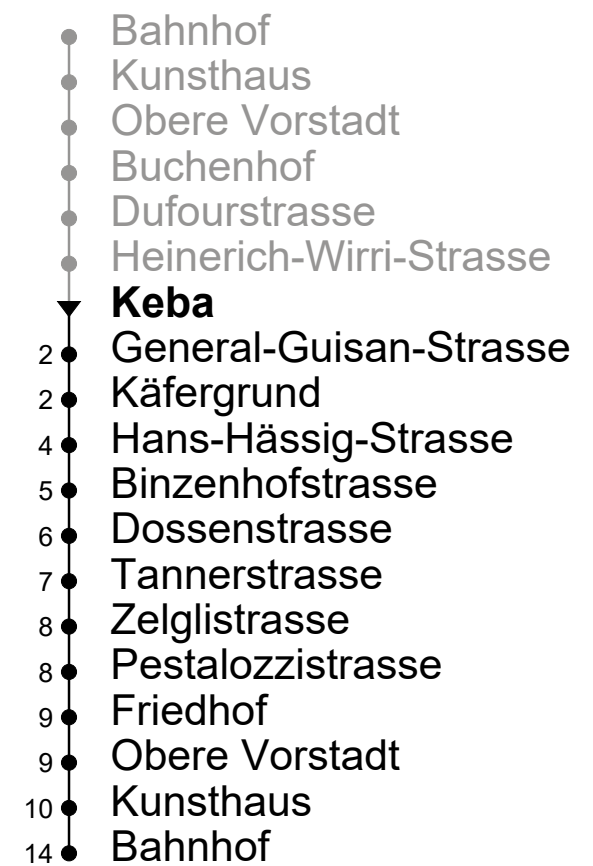 Bahnhof
Kunsthaus
Obere Vorstadt
Buchenhof
Dufourstrasse
Heinerich-Wirri-Strasse
Keba
2 General-Guisan-Strasse
2 Käfergrund
4 Hans-Hässig-Strasse
5 Binzenhofstrasse
6 Dossenstrasse
7 Tannerstrasse
8 Zelglistrasse
8 Pestalozzistrasse
9 Friedhof
9 Obere Vorstadt
10 Kunsthaus
14 Bahnhof